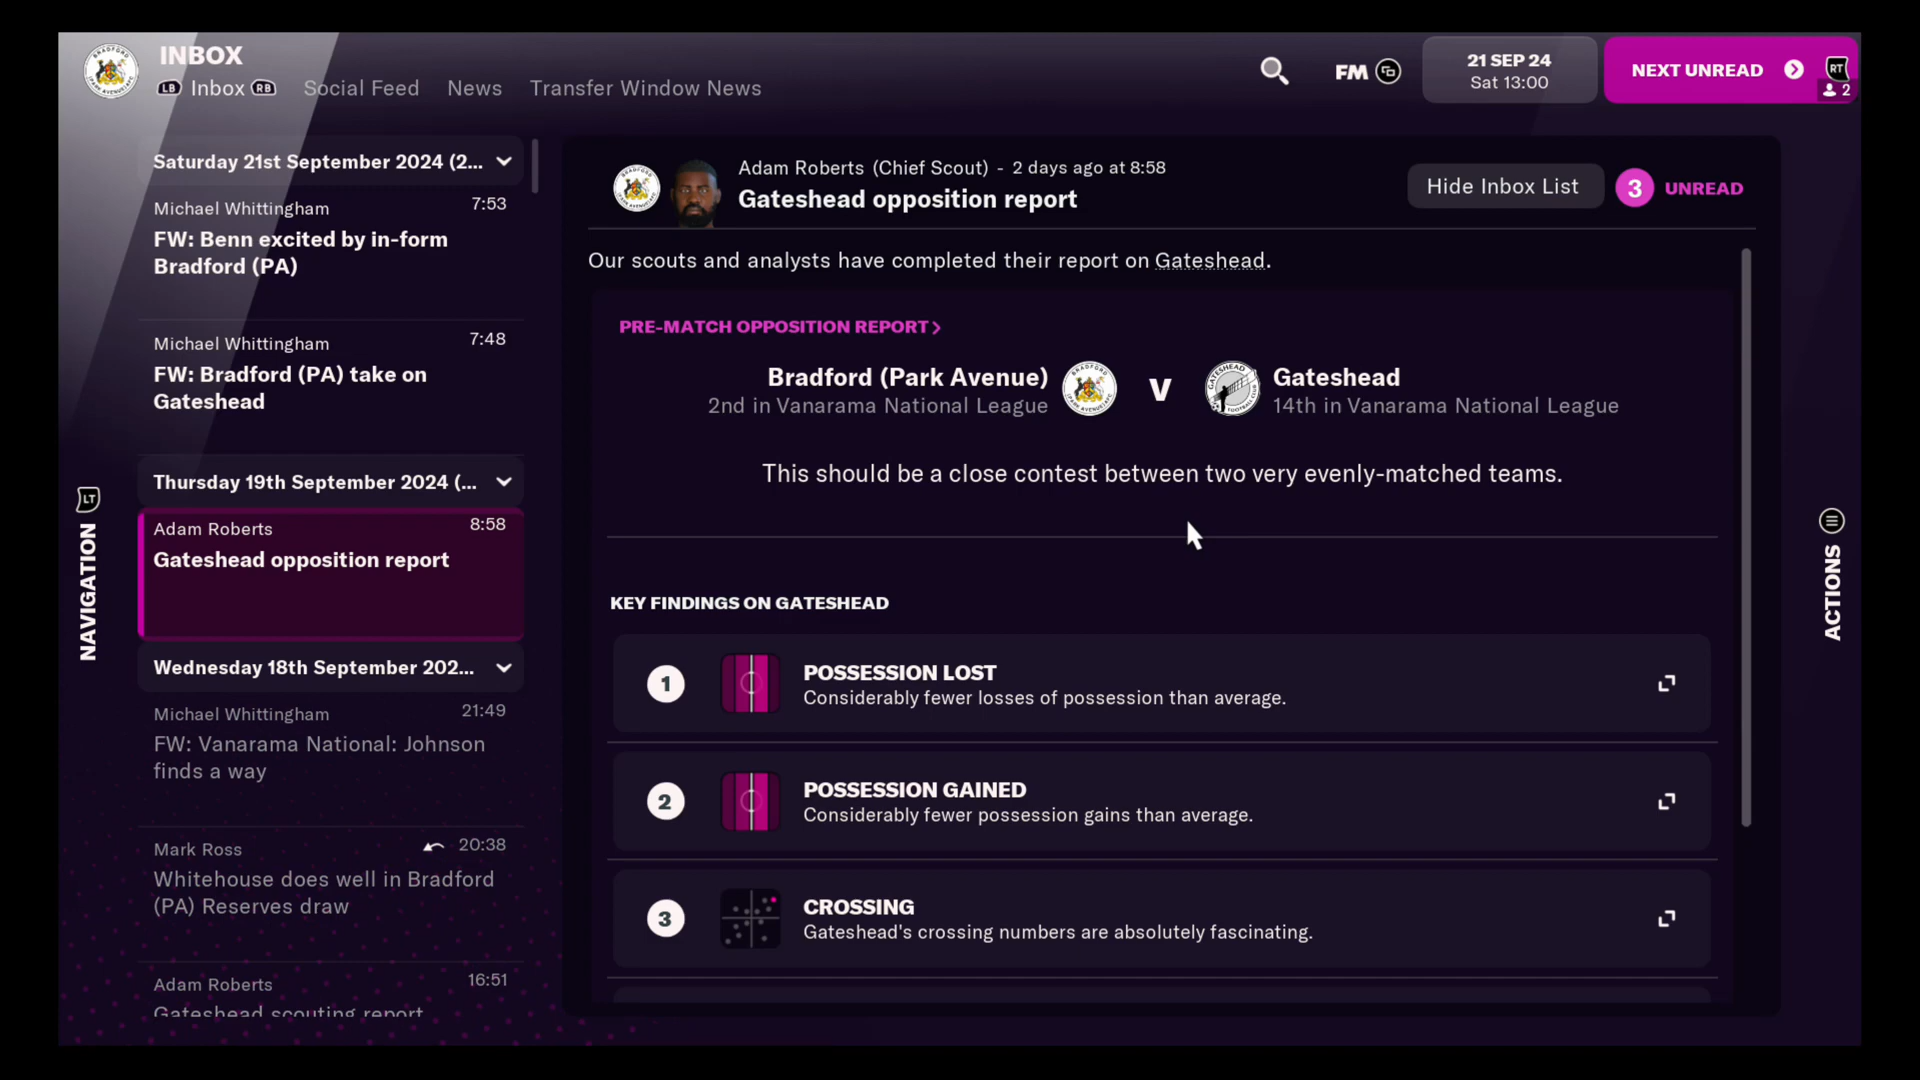 INBOX
LB Inbox RB
Social Feed
News
Transfer Window News
FM
21 SEP 24
Sat 13:00
NEXT UNREAD
RT
2
Saturday 21st September 2024 (2...
Michael Whittingham
7:53
FW: Benn excited by in-form
Bradford (PA)
Michael Whittingham
7:48
FW: Bradford (PA) take on
Gateshead
Thursday 19th September 2024 (...
Adam Roberts
8:58
Gateshead opposition report
Wednesday 18th September 202...
Michael Whittingham
21:49
FW: Vanarama National: Johnson
finds a way
Mark Ross
20:38
Whitehouse does well in Bradford
(PA) Reserves draw
Adam Roberts
16:51
Gateshead scouting report
LT
NAVIGATION
Adam Roberts (Chief Scout) - 2 days ago at 8:58
Gateshead opposition report
Hide Inbox List
3 UNREAD
Our scouts and analysts have completed their report on Gateshead.
PRE-MATCH OPPOSITION REPORT
Bradford (Park Avenue)
2nd in Vanarama National League
V
Gateshead
14th in Vanarama National League
This should be a close contest between two very evenly-matched teams.
KEY FINDINGS ON GATESHEAD
1
POSSESSION LOST
Considerably fewer losses of possession than average.
2
POSSESSION GAINED
Considerably fewer possession gains than average.
3
CROSSING
Gateshead's crossing numbers are absolutely fascinating.
ACTIONS